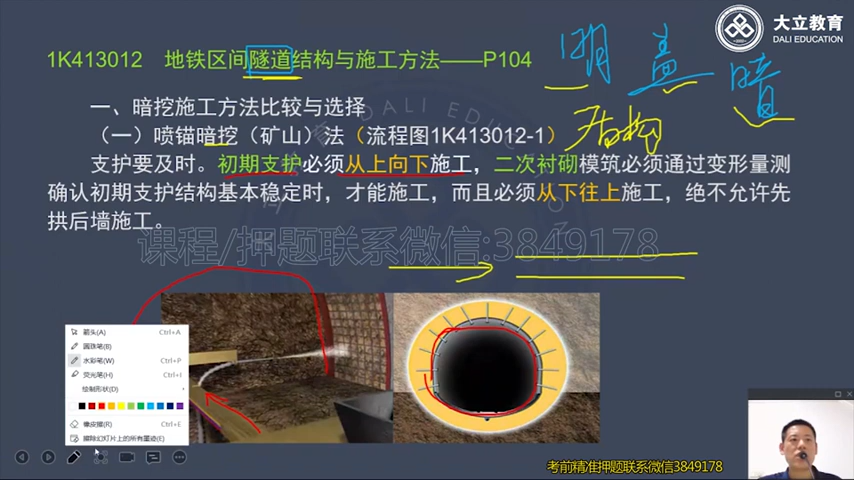 大立教育
DALI EDUCATION
1K413012 地铁区间隧道结构与施工方法——P104
明 盖 暗
结构
一、暗挖施工方法比较与选择
（一）喷锚暗挖（矿山）法（流程图1K413012-1）
支护要及时。初期支护必须从上向下施工，二次衬砌模筑必须通过变形量测
确认初期支护结构基本稳定时，才能施工，而且必须从下往上施工，绝不允许先
拱后墙施工。
课程/押题联系微信:3849178
箭头(A) Ctrl+A
圆珠笔(B)
水彩笔(W) Ctrl+P
荧光笔(H) Ctrl+I
绘制形状(D)
橡皮擦(R) Ctrl+E
擦除幻灯片上的所有墨迹(E)
考前精准押题联系微信3849178